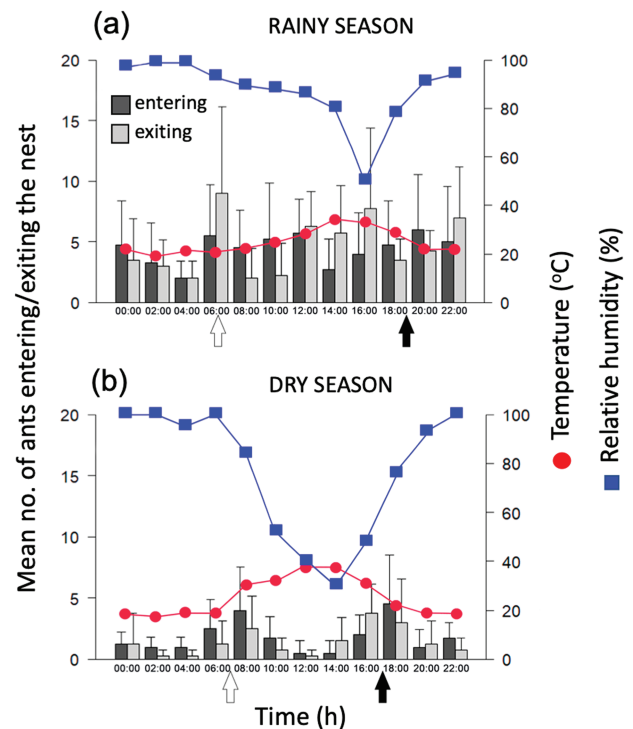 (a)
RAINY SEASON
20
15
10
5
0
entering
exiting
100
80
60
40
20
0
00:00 02:00 04:00 06:00 08:00 10:00 12:00 14:00 16:00 18:00 20:00 22:00
(b)
DRY SEASON
20
15
10
5
0
100
80
60
40
20
0
00:00 02:00 04:00 06:00 08:00 10:00 12:00 14:00 16:00 18:00 20:00 22:00
Time (h)
Mean no. of ants entering/exiting the nest
Temperature (ºC)
Relative humidity (%)